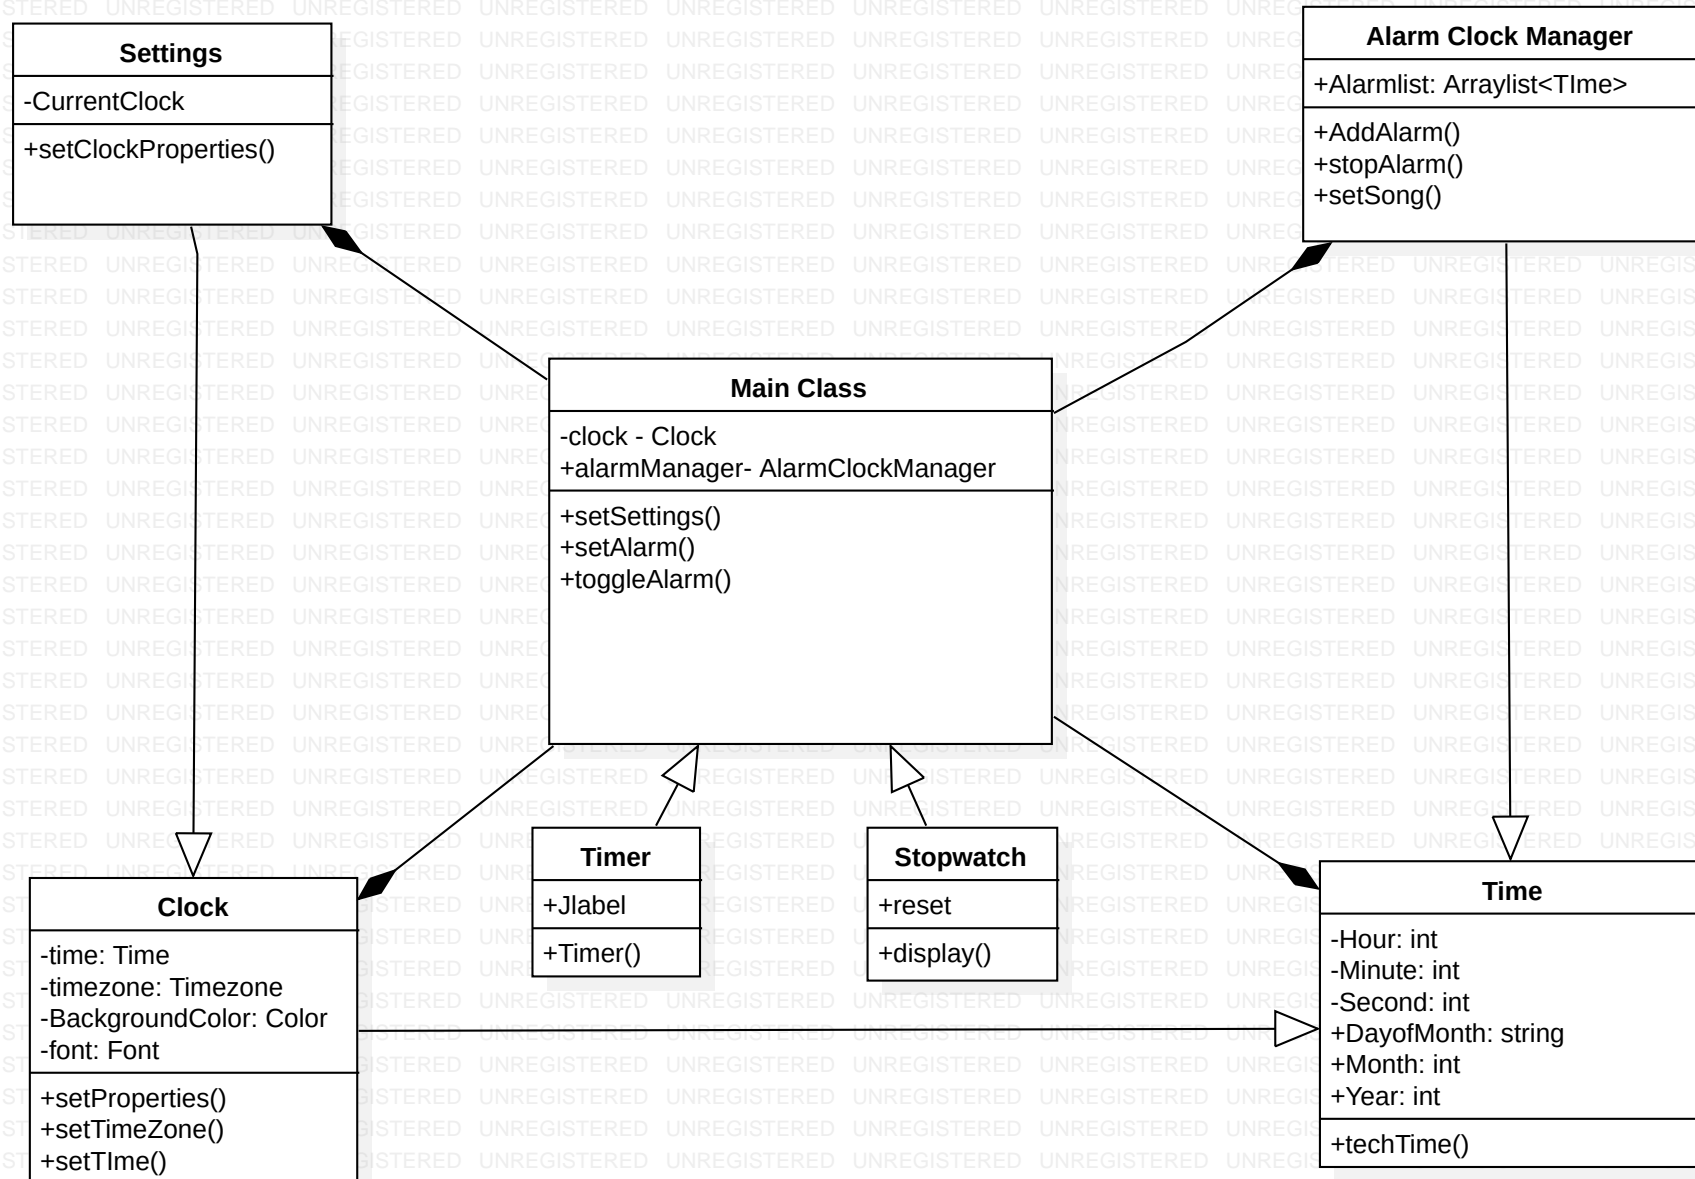 Settings
-CurrentClock
+setClockProperties()
Alarm Clock Manager
+Alarmlist: Arraylist<TIme>
+AddAlarm()
+stopAlarm()
+setSong()
Main Class
-clock - Clock
+alarmManager- AlarmClockManager
+setSettings()
+setAlarm()
+toggleAlarm()
Clock
-time: Time
-timezone: Timezone
-BackgroundColor: Color
-font: Font
+setProperties()
+setTimeZone()
+setTIme()
Timer
+Jlabel
+Timer()
Stopwatch
+reset
+display()
Time
-Hour: int
-Minute: int
-Second: int
+DayofMonth: string
+Month: int
+Year: int
+techTime()
UNREGISTERED